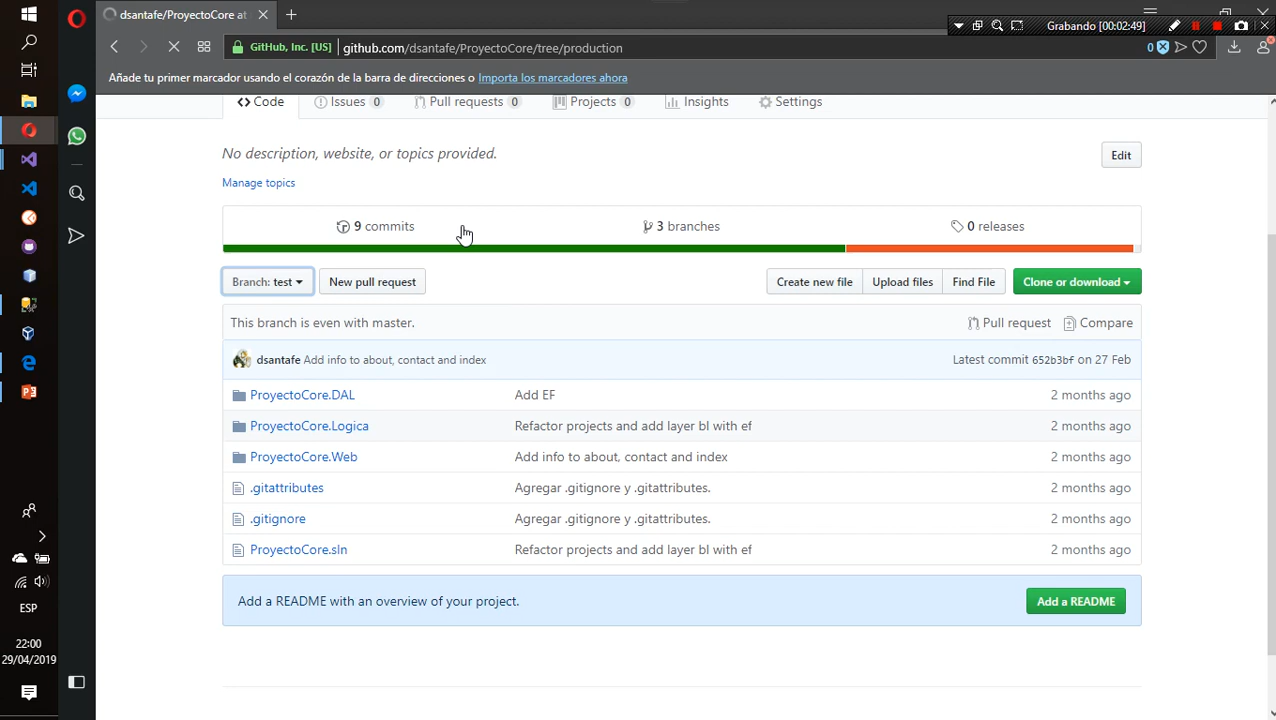 dsantafe/ProyectoCore at
Grabando [00:02:49]
GitHub, Inc. [US]
github.com/dsantafe/ProyectoCore/tree/production
0
Añade tu primer marcador usando el corazón de la barra de direcciones o Importa los marcadores ahora
Code
Issues 0
Pull requests 0
Projects 0
Insights
Settings
No description, website, or topics provided.
Edit
Manage topics
9 commits
3 branches
0 releases
Branch: test
New pull request
Create new file
Upload files
Find File
Clone or download
This branch is even with master.
Pull request
Compare
dsantafe Add info to about, contact and index
Latest commit 652b3bf on 27 Feb
ProyectoCore.DAL Add EF 2 months ago
ProyectoCore.Logica Refactor projects and add layer bl with ef 2 months ago
ProyectoCore.Web Add info to about, contact and index 2 months ago
.gitattributes Agregar .gitignore y .gitattributes. 2 months ago
.gitignore Agregar .gitignore y .gitattributes. 2 months ago
ProyectoCore.sln Refactor projects and add layer bl with ef 2 months ago
Add a README with an overview of your project.
Add a README
ESP
22:00
29/04/2019